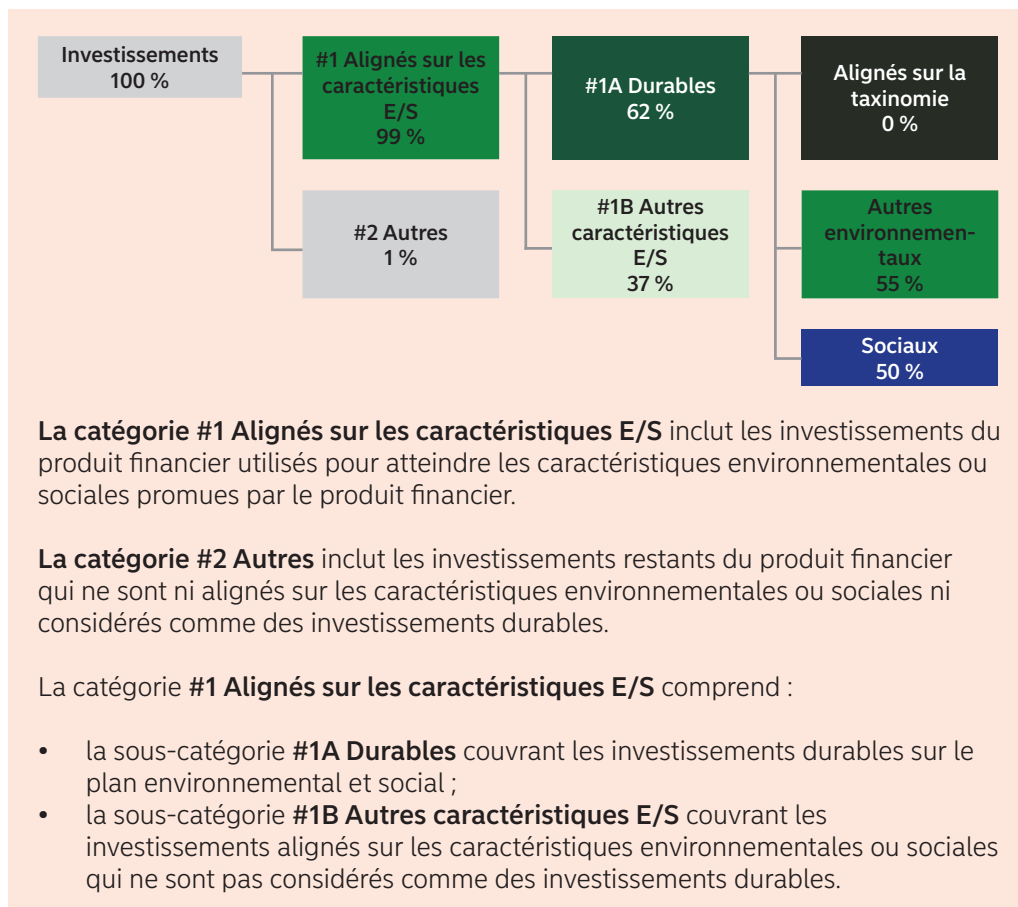 Investissements
100 %
#1 Alignés sur les
caractéristiques
E/S
99 %
#1A Durables
62 %
Alignés sur la
taxinomie
0 %
#2 Autres
1 %
#1B Autres
caractéristiques
E/S
37 %
Autres
environnemen-
taux
55 %
Sociaux
50 %
La catégorie #1 Alignés sur les caractéristiques E/S inclut les investissements du
produit financier utilisés pour atteindre les caractéristiques environnementales ou
sociales promues par le produit financier.
La catégorie #2 Autres inclut les investissements restants du produit financier
qui ne sont ni alignés sur les caractéristiques environnementales ou sociales ni
considérés comme des investissements durables.
La catégorie #1 Alignés sur les caractéristiques E/S comprend :
• la sous-catégorie #1A Durables couvrant les investissements durables sur le
plan environnemental et social ;
• la sous-catégorie #1B Autres caractéristiques E/S couvrant les
investissements alignés sur les caractéristiques environnementales ou sociales
qui ne sont pas considérés comme des investissements durables.